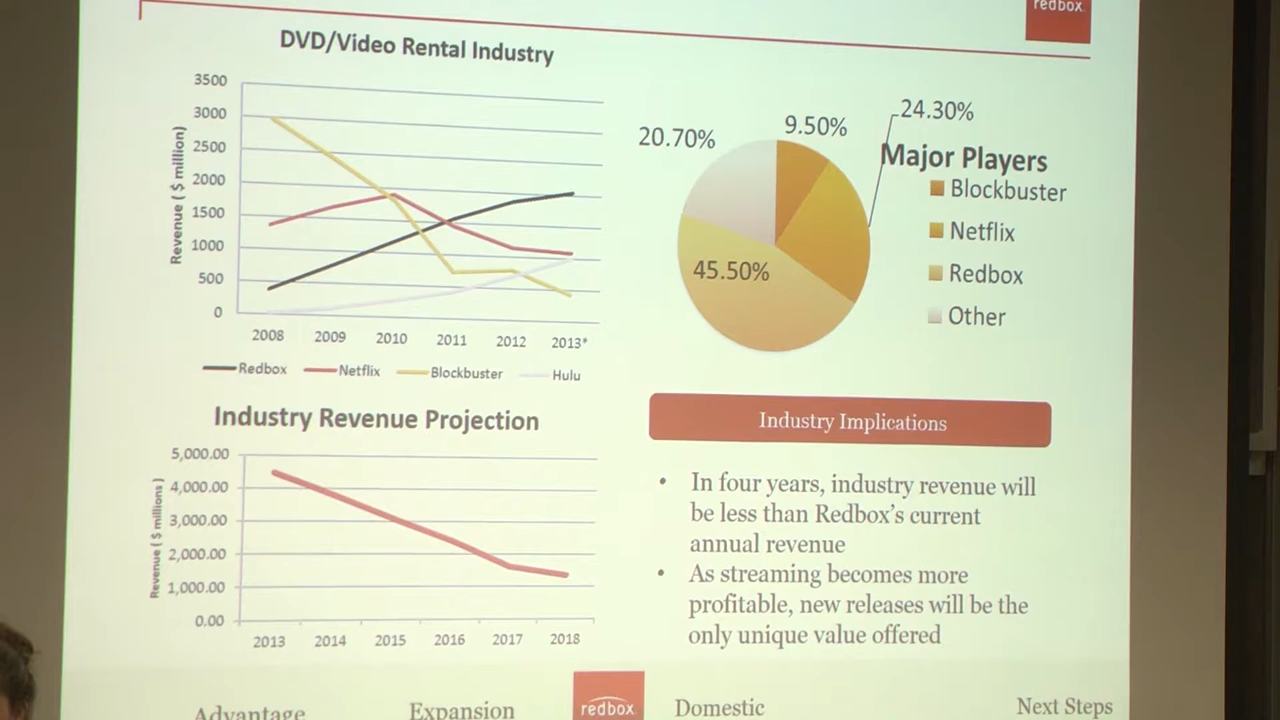 redbox.
DVD/Video Rental Industry
3500
3000
2500
2000
1500
1000
500
0
Revenue ( $ million)
2008 2009 2010 2011 2012 2013*
Redbox Netflix Blockbuster Hulu
20.70%
9.50%
24.30%
45.50%
Major Players
Blockbuster
Netflix
Redbox
Other
Industry Revenue Projection
5,000.00
4,000.00
3,000.00
2,000.00
1,000.00
0.00
Revenue ( $ millions )
2013 2014 2015 2016 2017 2018
Industry Implications
• In four years, industry revenue will
be less than Redbox's current
annual revenue
• As streaming becomes more
profitable, new releases will be the
only unique value offered
Advantage Expansion redbox. Domestic Next Steps